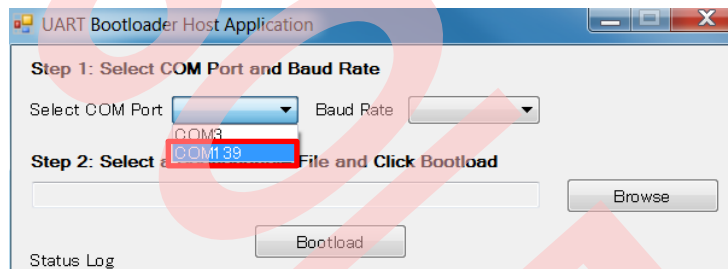 UART Bootloader Host Application
Step 1: Select COM Port and Baud Rate
Select COM Port
Baud Rate
COM3
COM139
Step 2: Select a
File and Click Bootload
Browse
Bootload
Status Log